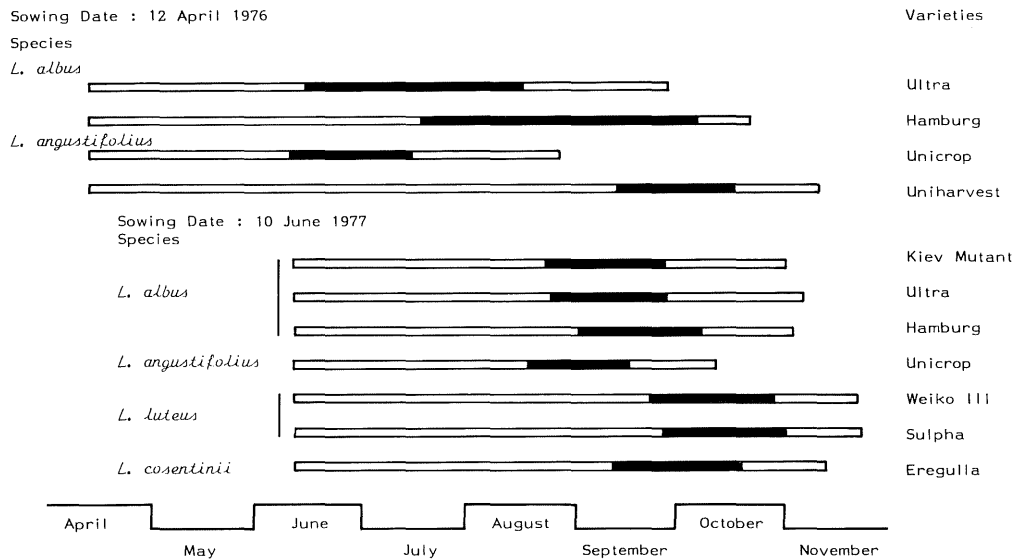 Sowing Date : 12 April 1976 Varieties
Species
L. albus
Ultra
Hamburg
L. angustifolius
Unicrop
Uniharvest
Sowing Date : 10 June 1977
Species
Kiev Mutant
L. albus Ultra
Hamburg
L. angustifolius Unicrop
Weiko III
L. luteus
Sulpha
L. cosentinii Eregulla
April June August October
May July September November